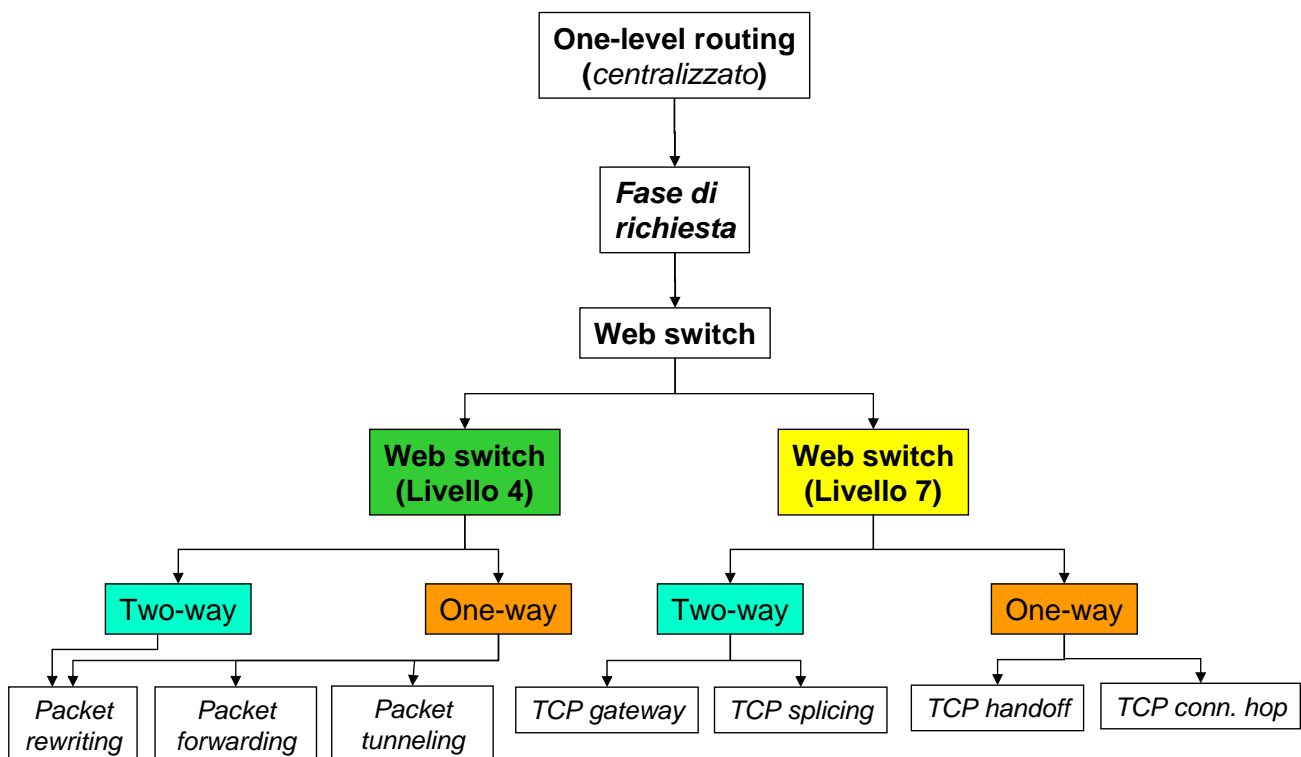 One-level routing
(centralizzato)
Fase di
richiesta
Web switch
Web switch
(Livello 4)
Web switch
(Livello 7)
Two-way
One-way
Two-way
One-way
Packet
rewriting
Packet
forwarding
Packet
tunneling
TCP gateway
TCP splicing
TCP handoff
TCP conn. hop